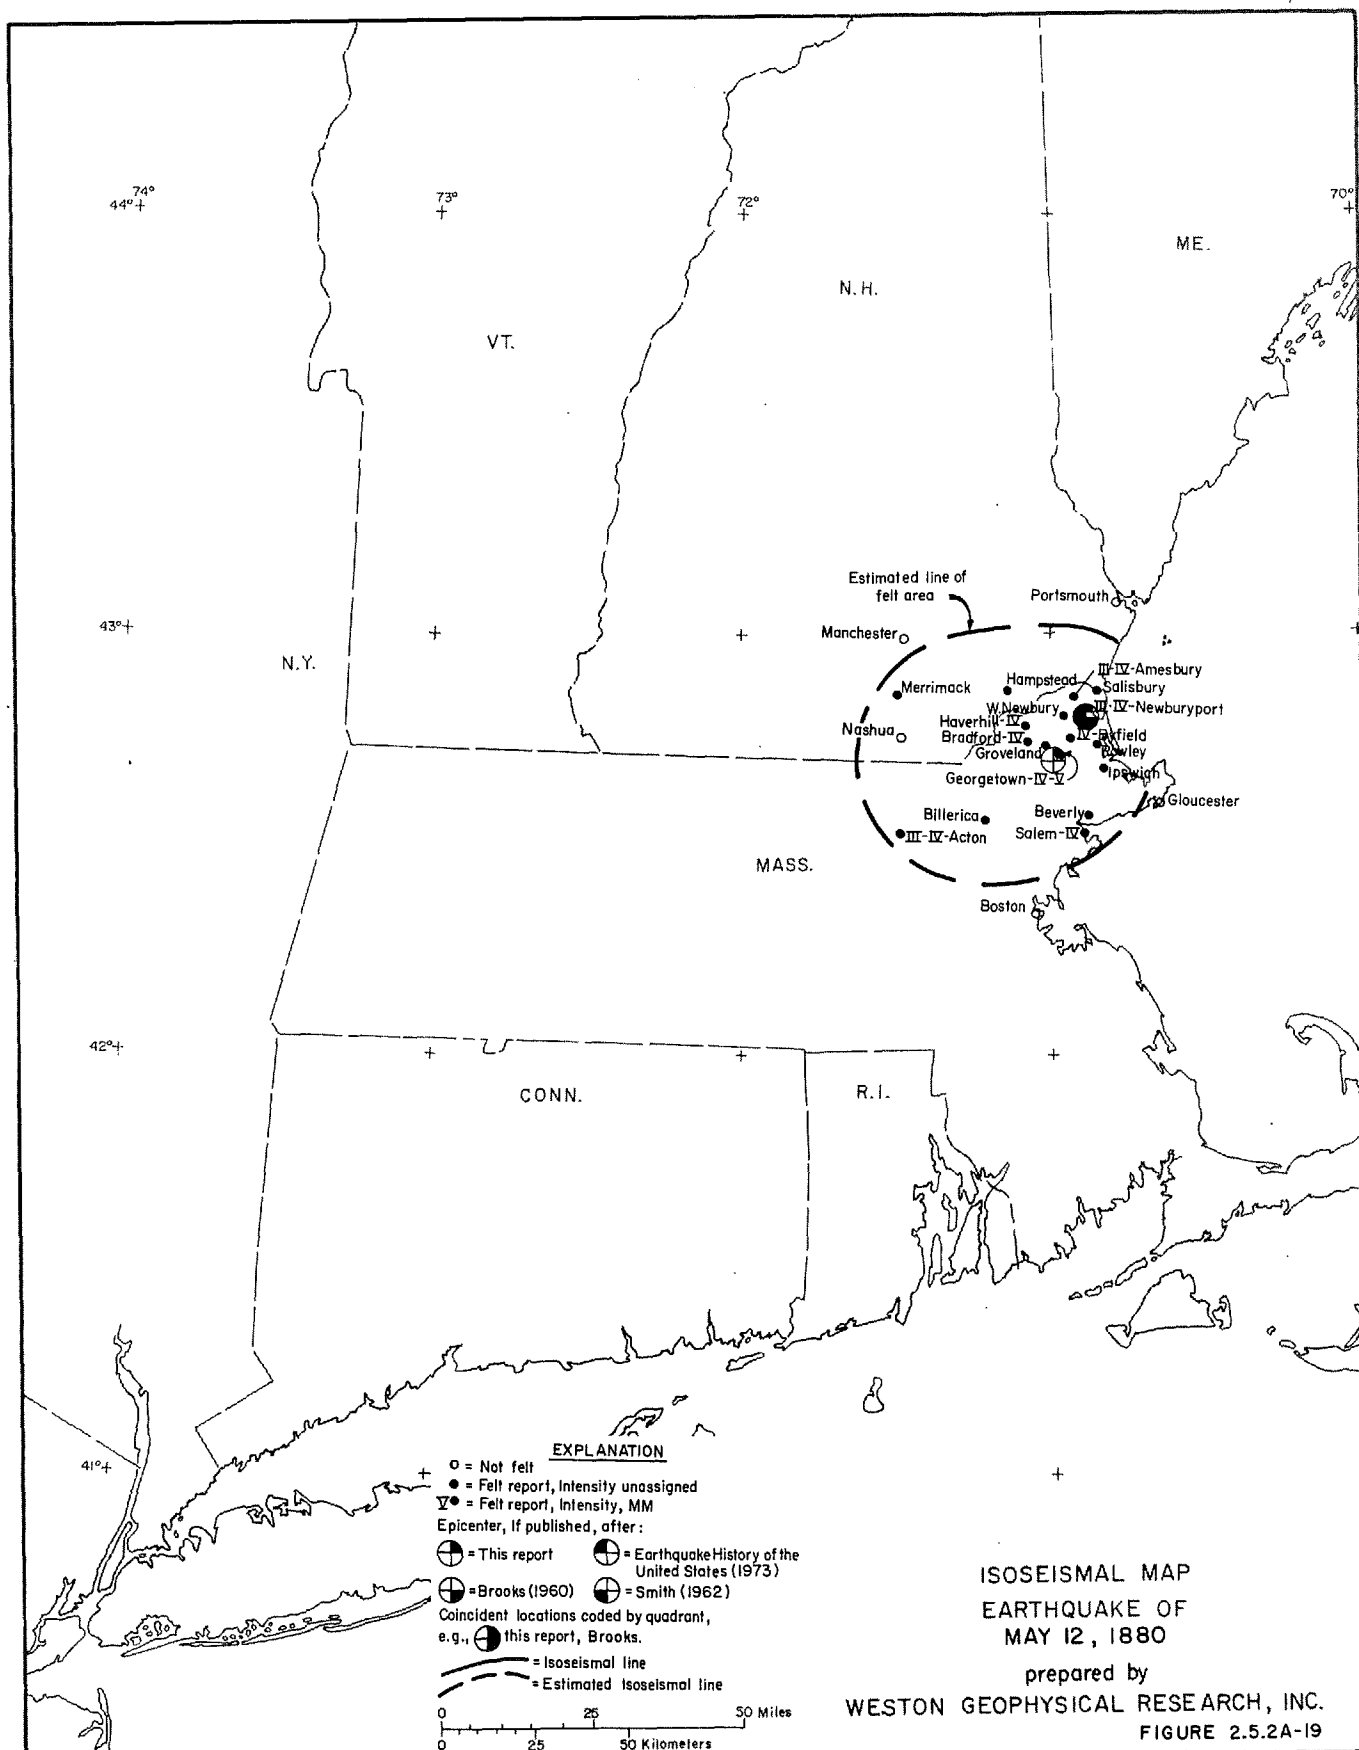 74°
44°
73°
72°
70°
ME.
N.H.
VT.
Estimated line of
felt area
Portsmouth
43°
Manchester
N.Y.
III-IV-Amesbury
Hampstead
Merrimack
Salisbury
W.Newbury
III-IV-Newburyport
Haverhill-IV
Nashua
IV-Byfield
Bradford-IV
Rowley
Groveland
Ipswich
Georgetown-IV-V
Gloucester
Billerica
Beverly
III-IV-Acton
Salem-IV
MASS.
Boston
42°
CONN.
R.I.
41°
EXPLANATION
= Not felt
= Felt report, Intensity unassigned
V = Felt report, Intensity, MM
Epicenter, If published, after:
= This report
= Earthquake History of the
United States (1973)
= Brooks (1960)
= Smith (1962)
Coincident locations coded by quadrant,
e.g., this report, Brooks.
= Isoseismal line
= Estimated Isoseismal line
0 25 50 Miles
0 25 50 Kilometers
ISOSEISMAL MAP
EARTHQUAKE OF
MAY 12, 1880
prepared by
WESTON GEOPHYSICAL RESEARCH, INC.
FIGURE 2.5.2A-19